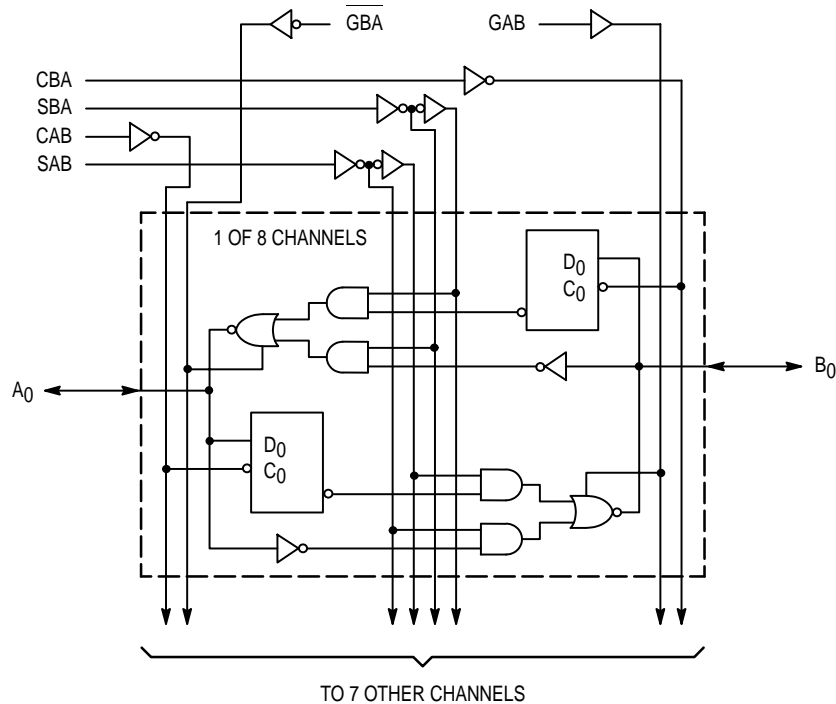 G̅B̅A̅ GAB
CBA
SBA
CAB
SAB
1 OF 8 CHANNELS
D0
C0
A0
B0
D0
C0
TO 7 OTHER CHANNELS